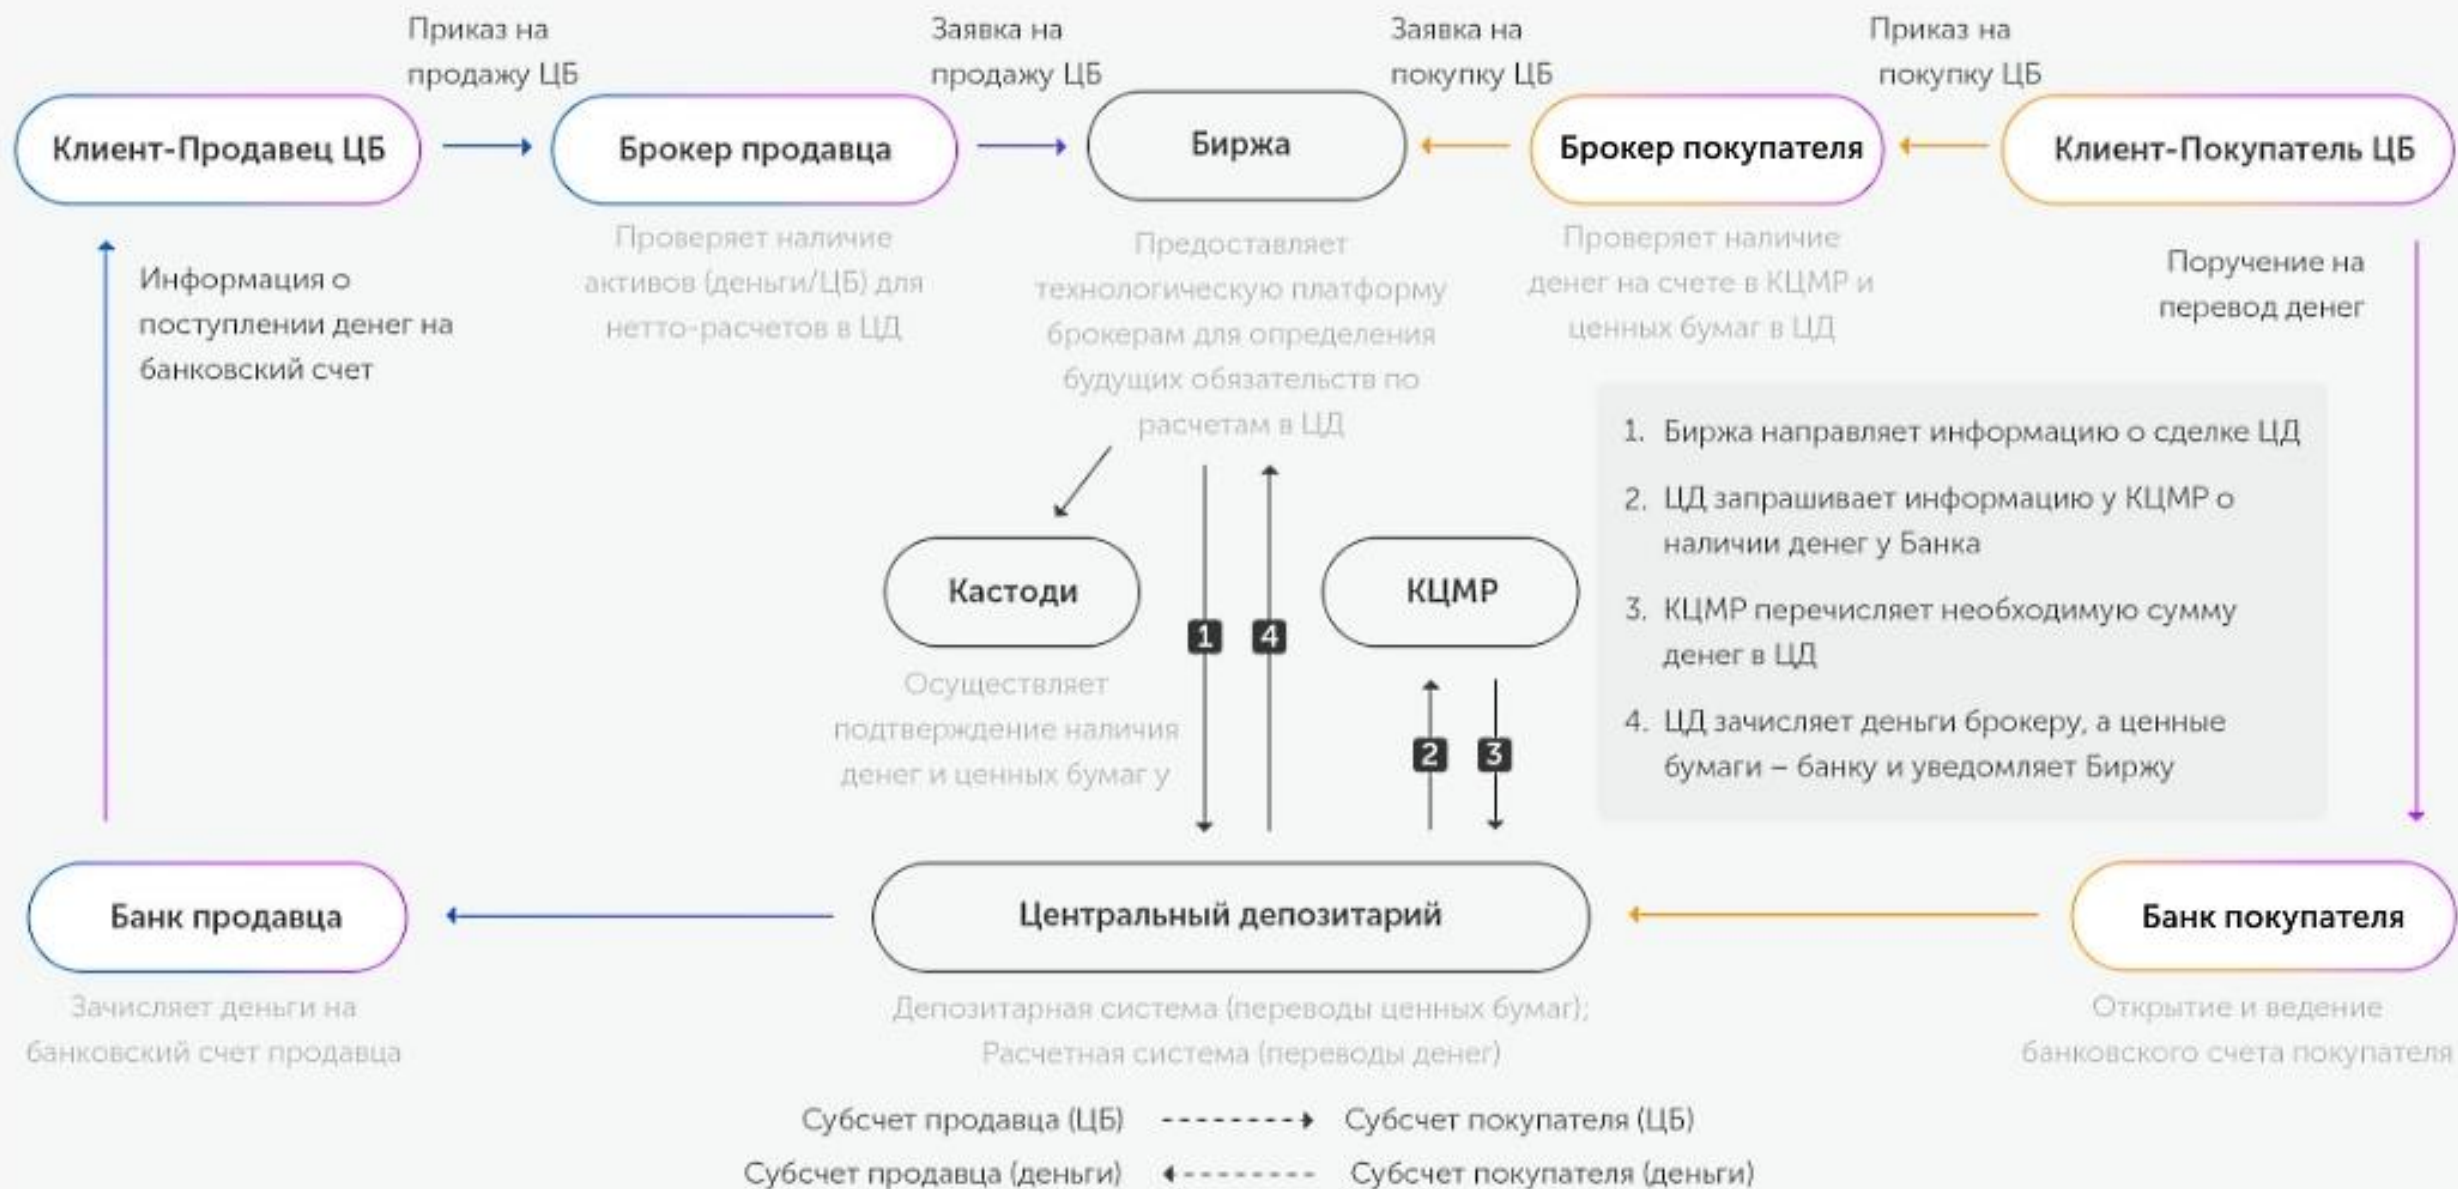 Приказ на
продажу ЦБ
Заявка на
продажу ЦБ
Заявка на
покупку ЦБ
Приказ на
покупку ЦБ
Клиент-Продавец ЦБ
Брокер продавца
Биржа
Брокер покупателя
Клиент-Покупатель ЦБ
Информация о
поступлении денег на
банковский счет
Проверяет наличие
активов (деньги/ЦБ) для
нетто-расчетов в ЦД
Предоставляет
технологическую платформу
брокерам для определения
будущих обязательств по
расчетам в ЦД
Проверяет наличие
денег на счете в КЦМР и
ценных бумаг в ЦД
Поручение на
перевод денег
1. Биржа направляет информацию о сделке ЦД
2. ЦД запрашивает информацию у КЦМР о
наличии денег у Банка
3. КЦМР перечисляет необходимую сумму
денег в ЦД
4. ЦД зачисляет деньги брокеру, а ценные
бумаги – банку и уведомляет Биржу
Кастоди
КЦМР
1
4
Осуществляет
подтверждение наличия
денег и ценных бумаг у
2
3
Банк продавца
Центральный депозитарий
Банк покупателя
Зачисляет деньги на
банковский счет продавца
Депозитарная система (переводы ценных бумаг);
Расчетная система (переводы денег)
Открытие и ведение
банковского счета покупателя
Субсчет продавца (ЦБ)
Субсчет покупателя (ЦБ)
Субсчет продавца (деньги)
Субсчет покупателя (деньги)